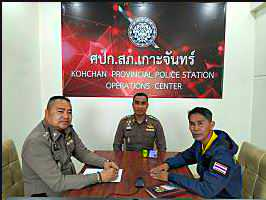 ศปก.สภ.เกาะจันทร์
KOHCHAN PROVINCIAL POLICE STATION
OPERATIONS CENTER